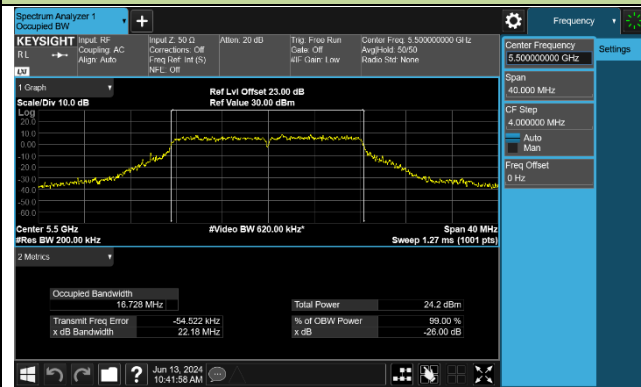 Spectrum Analyzer 1
Occupied BW
Frequency
KEYSIGHT
RL
LXI
Input: RF
Coupling: AC
Align: Auto
Input Z: 50 Ω
Corrections: Off
Freq Ref: Int (S)
NFE: Off
Atten: 20 dB
Trig: Free Run
Gate: Off
#IF Gain: Low
Center Freq: 5.500000000 GHz
Avg|Hold: 50/50
Radio Std: None
Center Frequency
5.500000000 GHz
Settings
Span
40.000 MHz
CF Step
4.000000 MHz
Auto
Man
Freq Offset
0 Hz
1 Graph
Scale/Div 10.0 dB
Ref Lvl Offset 23.00 dB
Ref Value 30.00 dBm
Log
20.0
10.0
0.00
-10.0
-20.0
-30.0
-40.0
-50.0
-60.0
Center 5.5 GHz
#Video BW 620.00 kHz*
Span 40 MHz
#Res BW 200.00 kHz
Sweep 1.27 ms (1001 pts)
2 Metrics
Occupied Bandwidth
16.728 MHz
Total Power
24.2 dBm
Transmit Freq Error
-54.522 kHz
% of OBW Power
99.00 %
x dB Bandwidth
22.18 MHz
x dB
-26.00 dB
Jun 13, 2024
10:41:58 AM